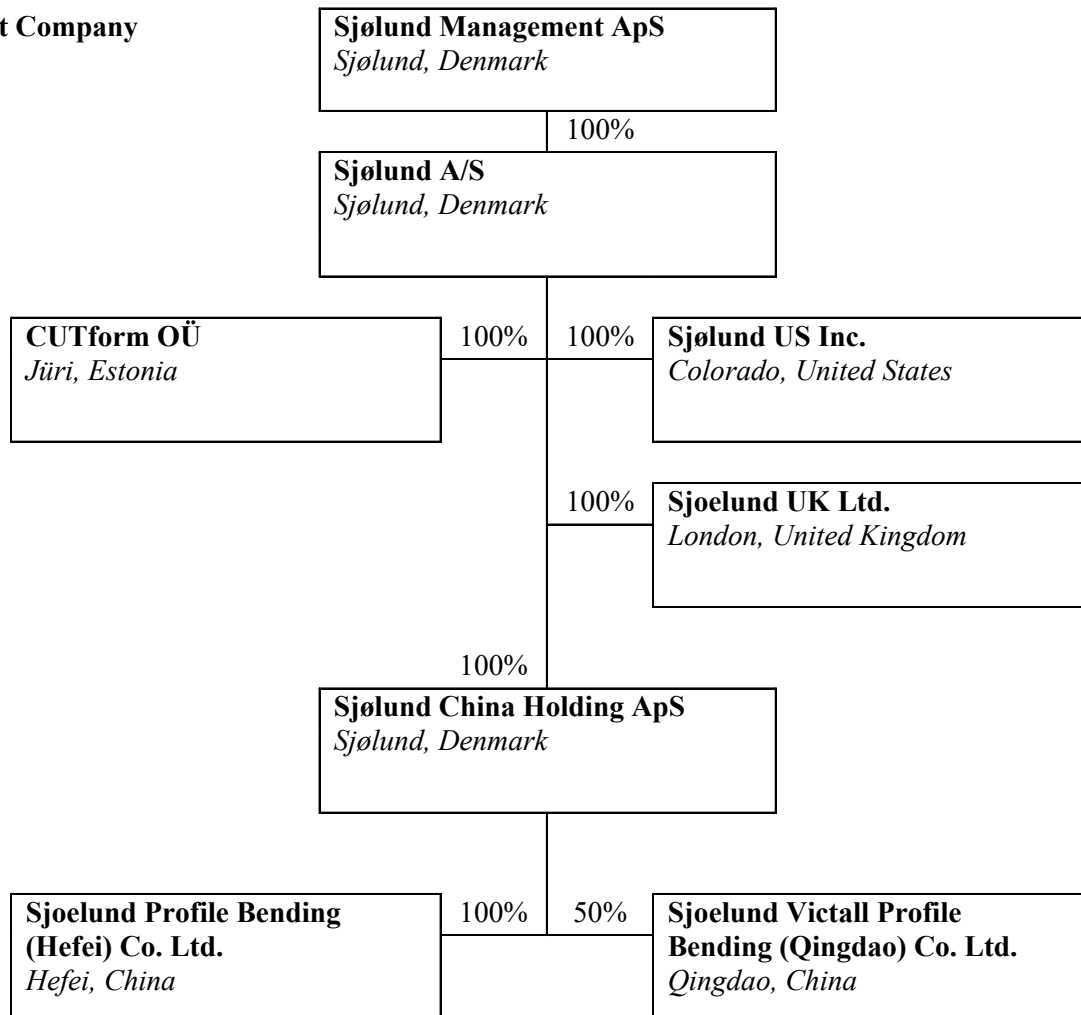 t Company
Sjølund Management ApS
Sjølund, Denmark
100%
Sjølund A/S
Sjølund, Denmark
CUTform OÜ
Jüri, Estonia
100%
100%
Sjølund US Inc.
Colorado, United States
100%
Sjoelund UK Ltd.
London, United Kingdom
100%
Sjølund China Holding ApS
Sjølund, Denmark
Sjoelund Profile Bending
(Hefei) Co. Ltd.
Hefei, China
100%
50%
Sjoelund Victall Profile
Bending (Qingdao) Co. Ltd.
Qingdao, China